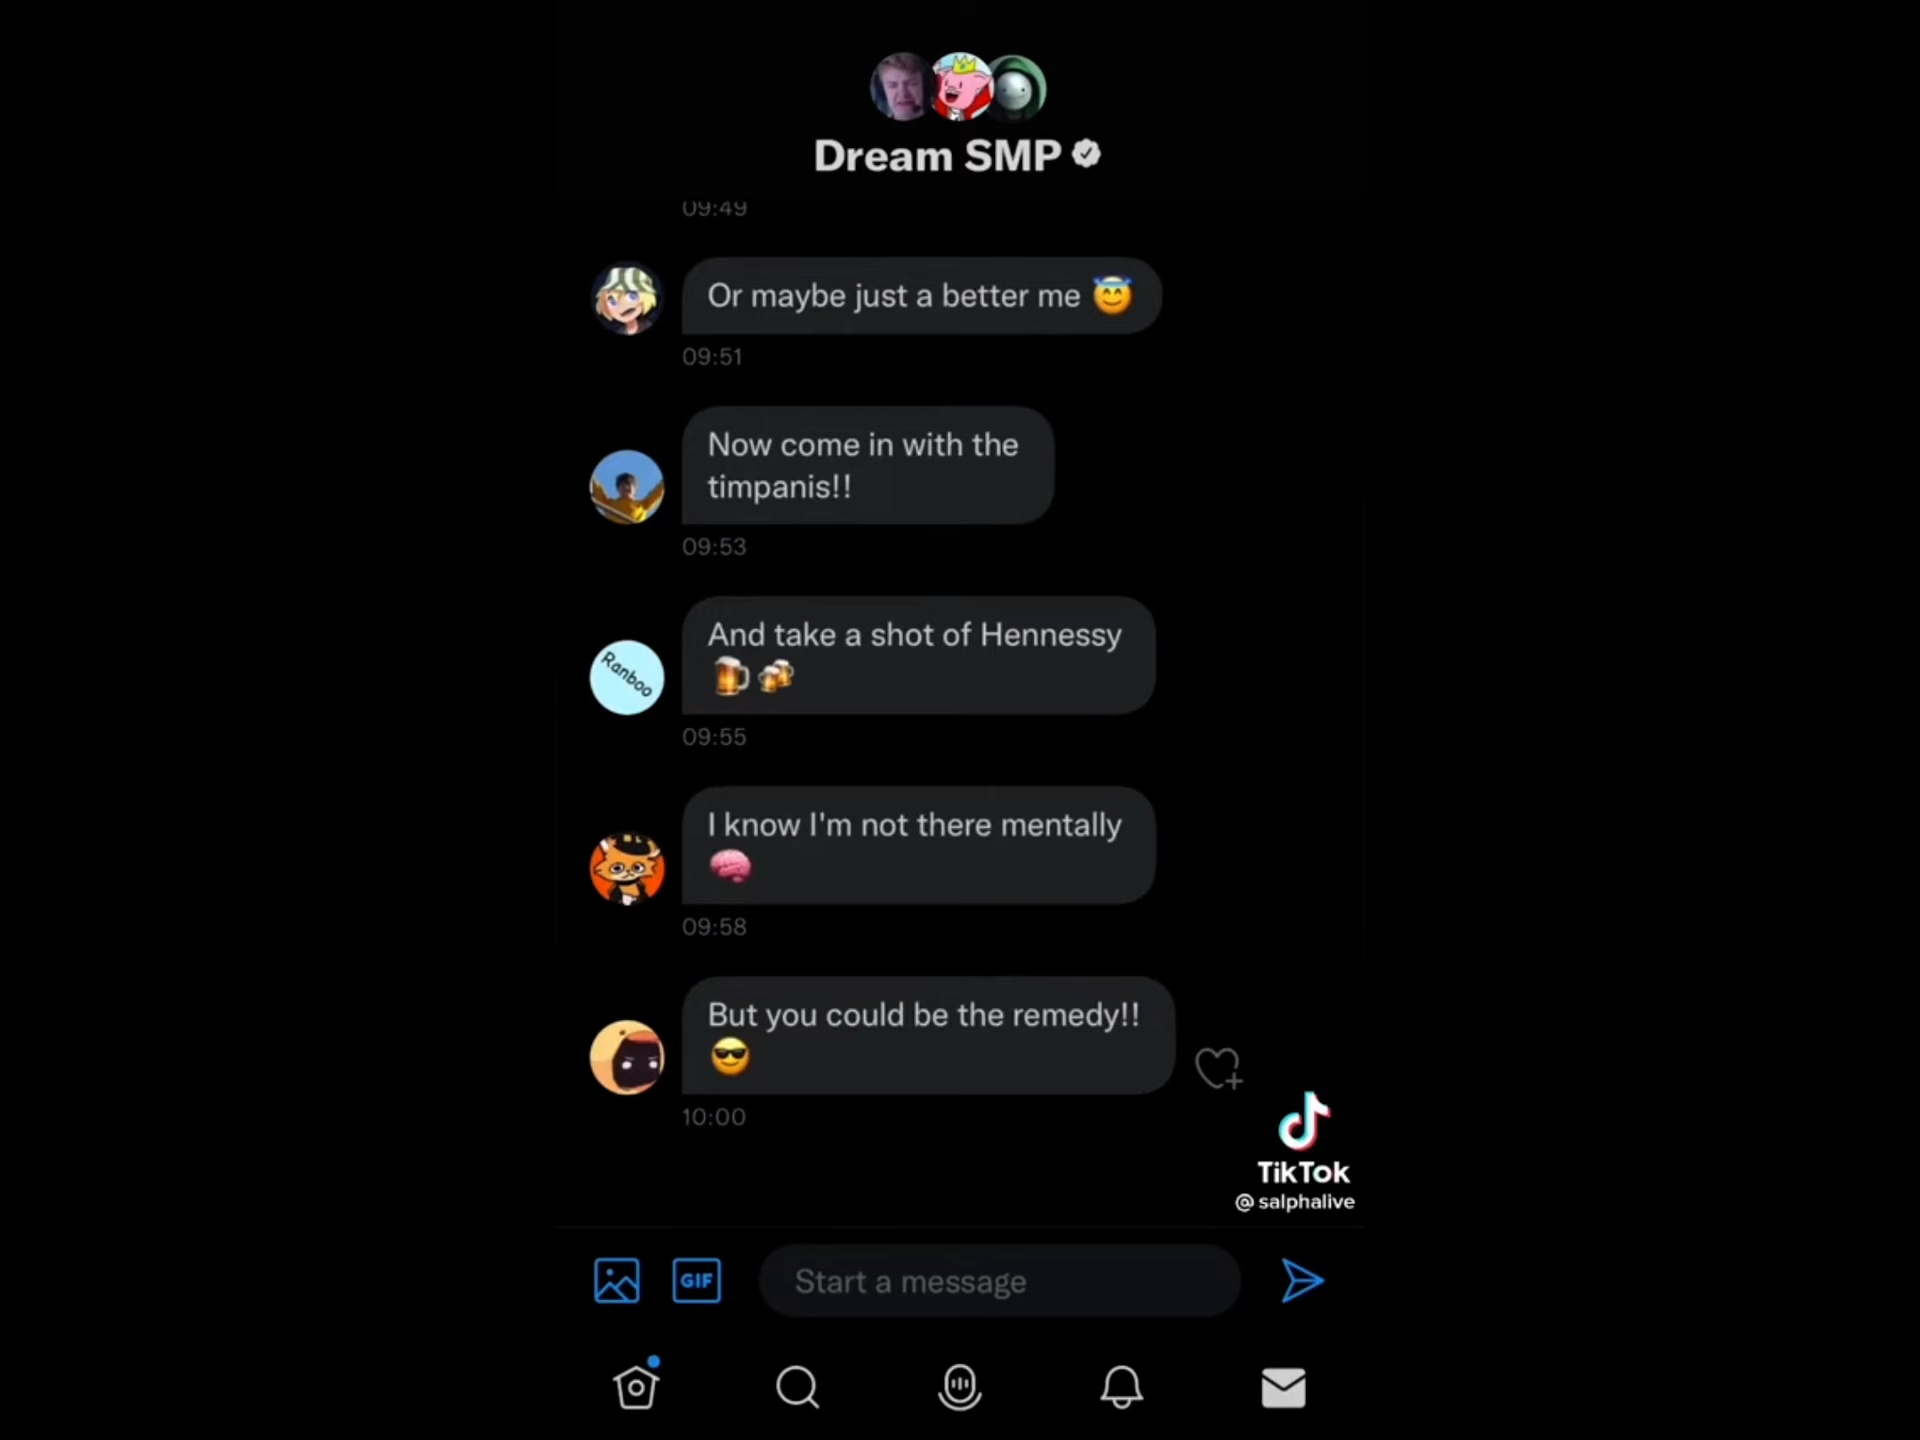 Dream SMP
09:49
Or maybe just a better me 😇
09:51
Now come in with the
timpanis!!
09:53
Ranboo
And take a shot of Hennessy
🍺🍻
09:55
I know I'm not there mentally
🧠
09:58
But you could be the remedy!!
😎
10:00
TikTok
@salphalive
GIF
Start a message